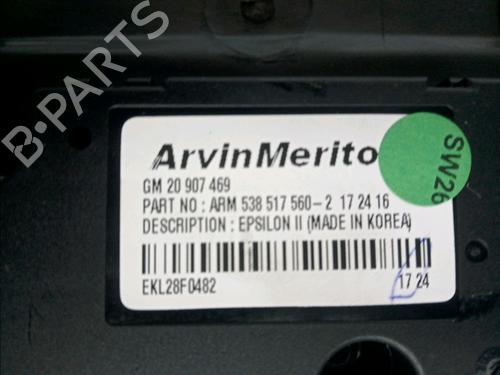 B-PARTS
ArvinMerito
SW26
GM 20 907 469
PART NO : ARM 538 517 560-2 17 24 16
DESCRIPTION : EPSILON II (MADE IN KOREA)
EKL28F0482
17 24